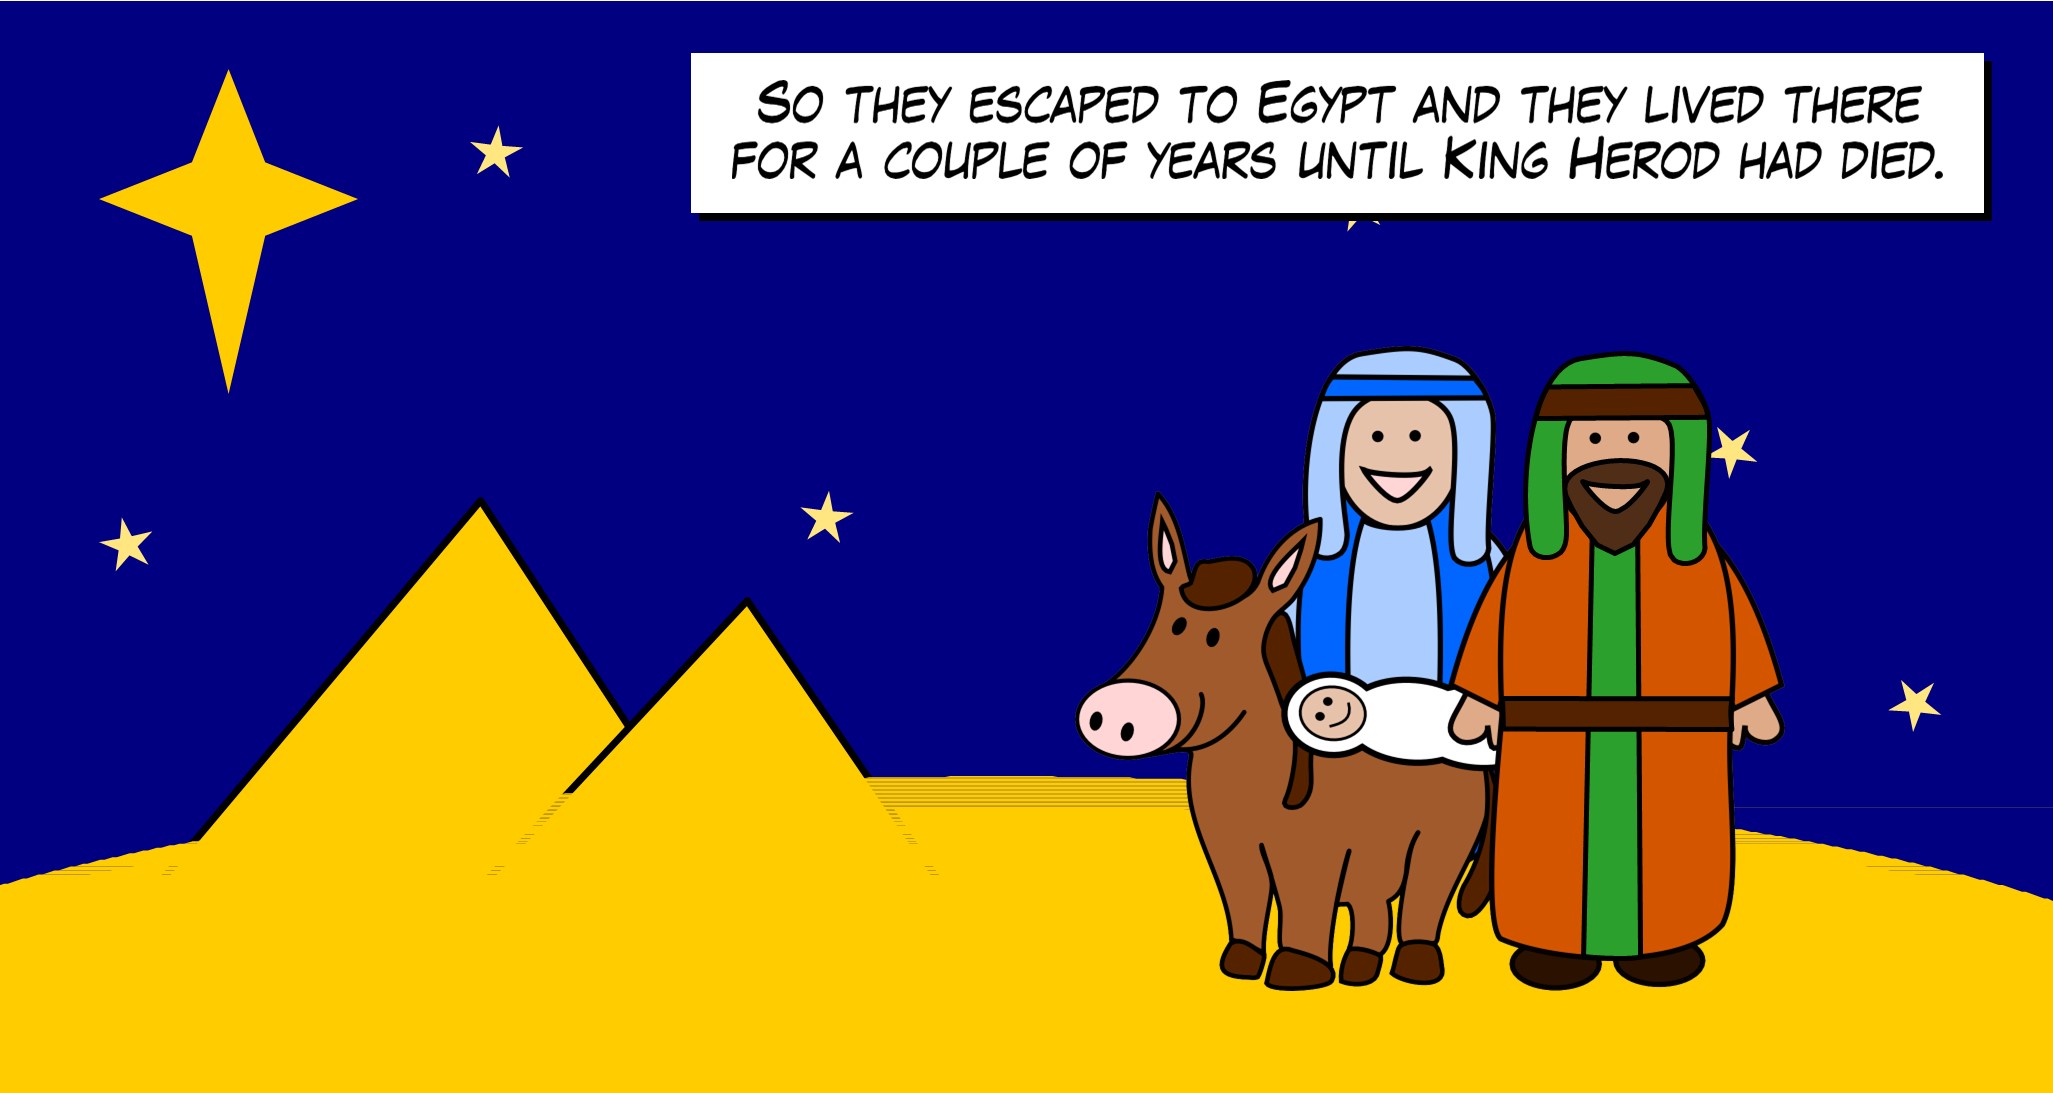 So they escaped to Egypt and they lived there
for a couple of years until King Herod had died.